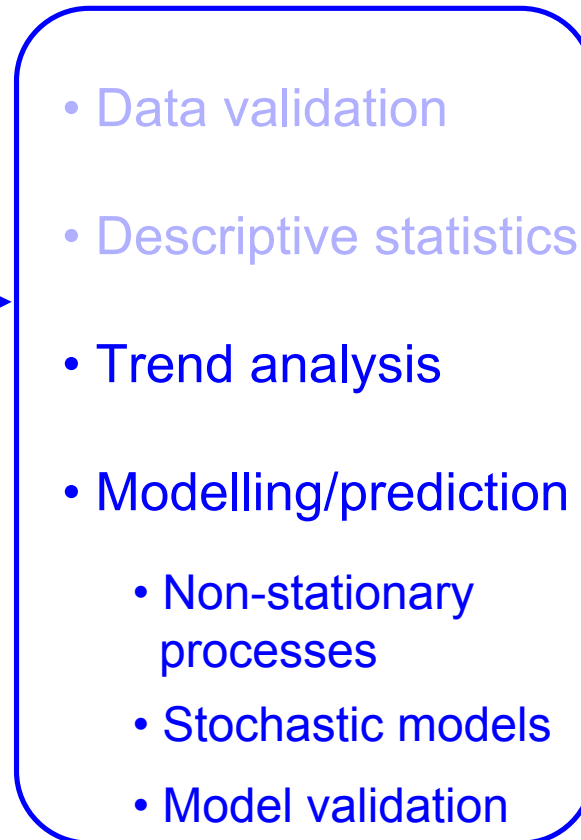 • Data validation
• Descriptive statistics
• Trend analysis
• Modelling/prediction
• Non-stationary
processes
• Stochastic models
• Model validation